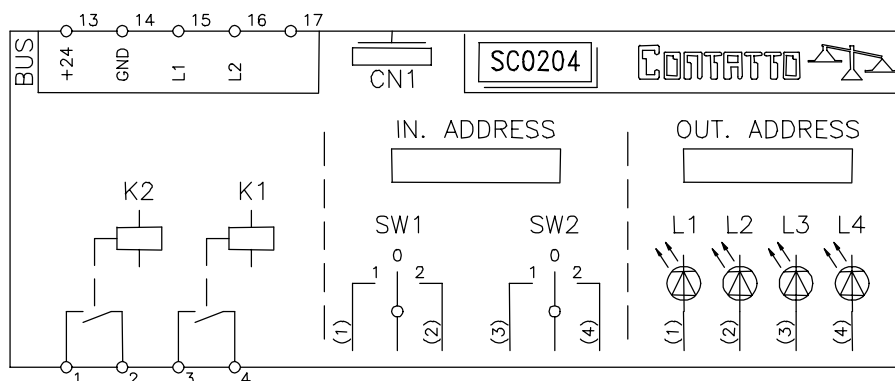 13 14 15 16 17
BUS +24 GND L1 L2
CN1
SC0204
CONTATTO
IN. ADDRESS
OUT. ADDRESS
K2 K1
SW1 SW2
L1 L2 L3 L4
0 0
1 2 1 2
(1) (2) (3) (4)
(1) (2) (3) (4)
1 2 3 4